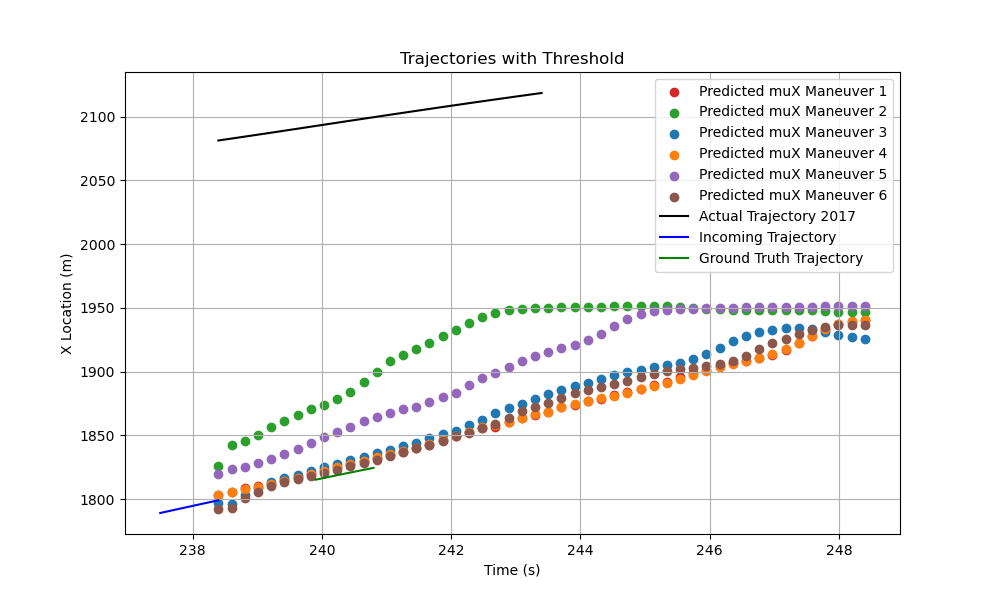 Trajectories with Threshold
Predicted muX Maneuver 1
Predicted muX Maneuver 2
Predicted muX Maneuver 3
Predicted muX Maneuver 4
Predicted muX Maneuver 5
Predicted muX Maneuver 6
Actual Trajectory 2017
Incoming Trajectory
Ground Truth Trajectory
X Location (m)
2100
2050
2000
1950
1900
1850
1800
238 240 242 244 246 248
Time (s)